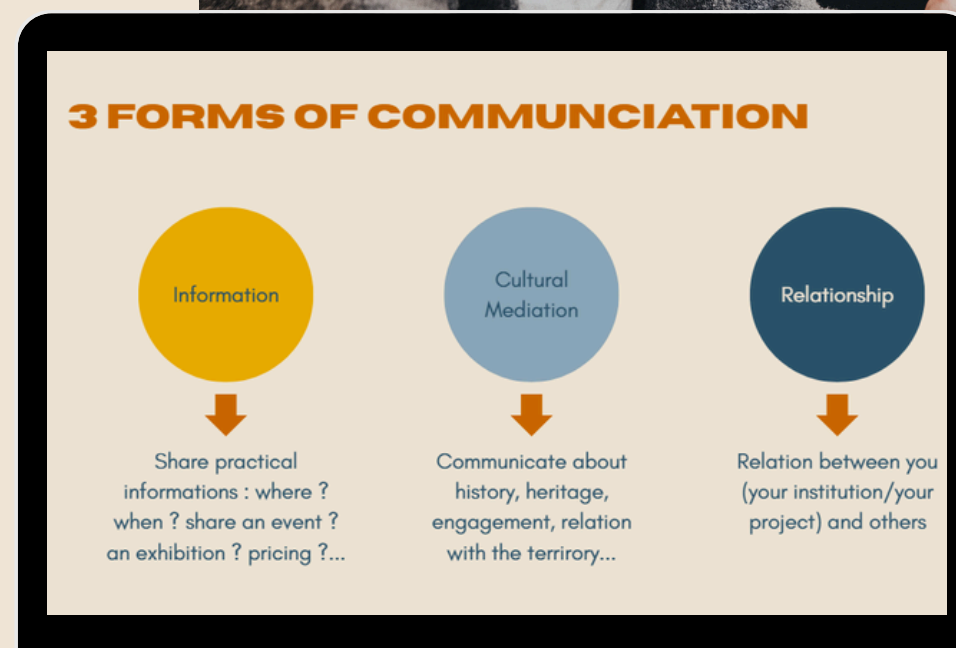 3 FORMS OF COMMUNCIATION
Information
Cultural
Mediation
Relationship
Share practical
informations : where ?
when ? share an event ?
an exhibition ? pricing ?...
Communicate about
history, heritage,
engagement, relation
with the terrirory...
Relation between you
(your institution/your
project) and others